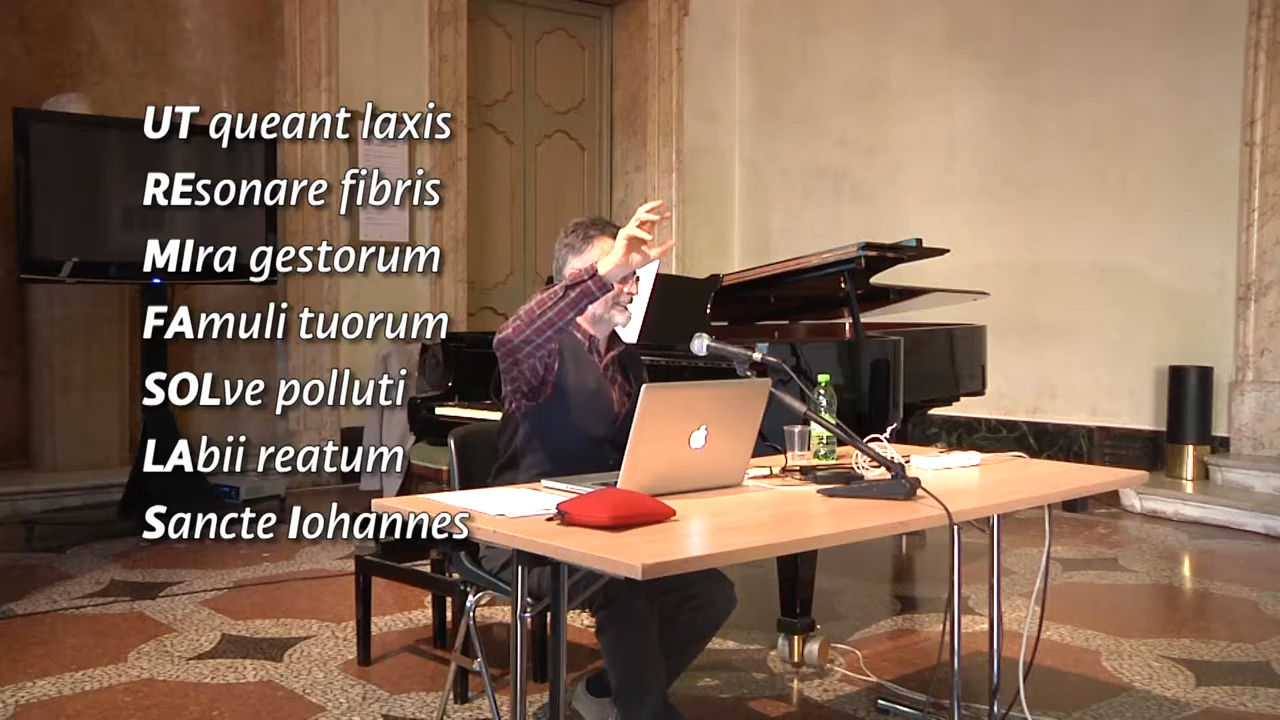 UT queant laxis
REsonare fibris
MIra gestorum
FAmuli tuorum
SOLve polluti
LAbii reatum
Sancte Iohannes